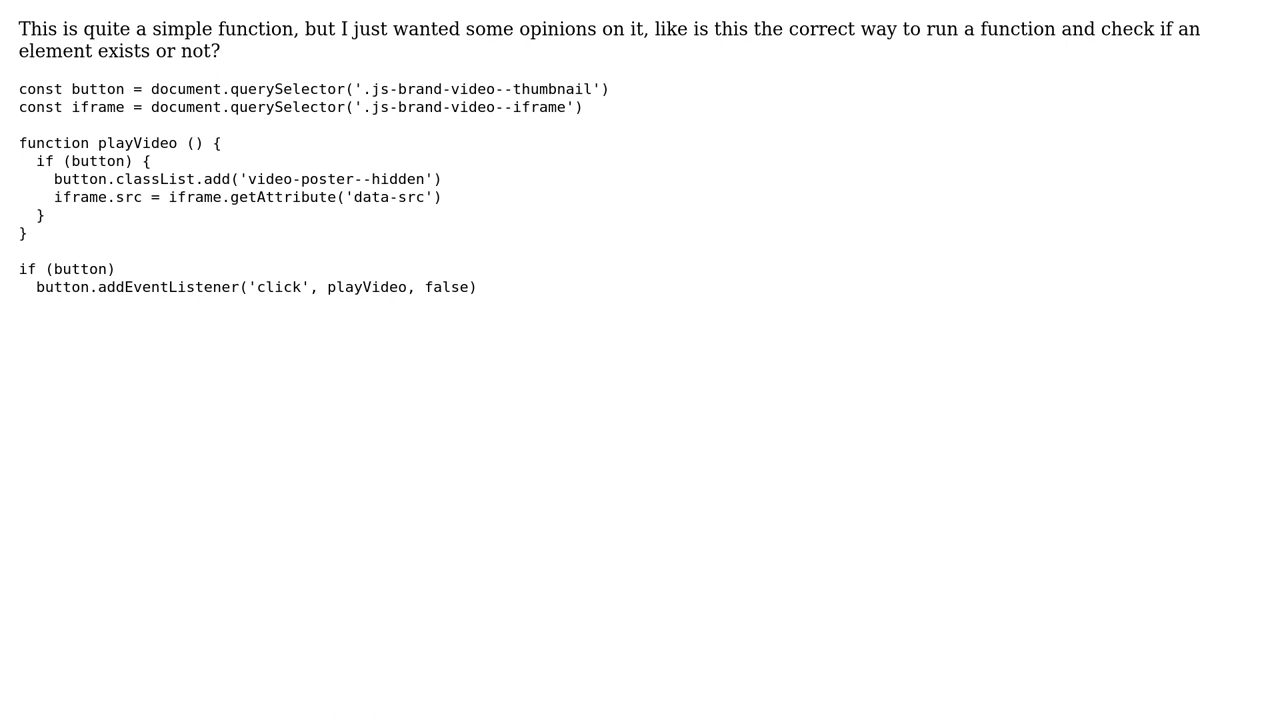 This is quite a simple function, but I just wanted some opinions on it, like is this the correct way to run a function and check if an
element exists or not?
const button = document.querySelector('.js-brand-video--thumbnail')
const iframe = document.querySelector('.js-brand-video--iframe')
function playVideo () {
  if (button) {
    button.classList.add('video-poster--hidden')
    iframe.src = iframe.getAttribute('data-src')
  }
}
if (button)
  button.addEventListener('click', playVideo, false)